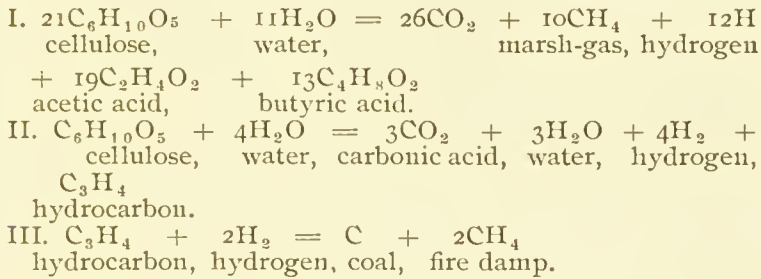 I. 21C₆H₁₀O₅ + 11H₂O = 26CO₂ + 10CH₄ + 12H
cellulose, water, marsh-gas, hydrogen
+ 19C₂H₄O₂ + 13C₄H₈O₂
acetic acid, butyric acid.
II. C₆H₁₀O₅ + 4H₂O = 3CO₂ + 3H₂O + 4H₂ +
cellulose, water, carbonic acid, water, hydrogen,
C₃H₄
hydrocarbon.
III. C₃H₄ + 2H₂ = C + 2CH₄
hydrocarbon, hydrogen, coal, fire damp.